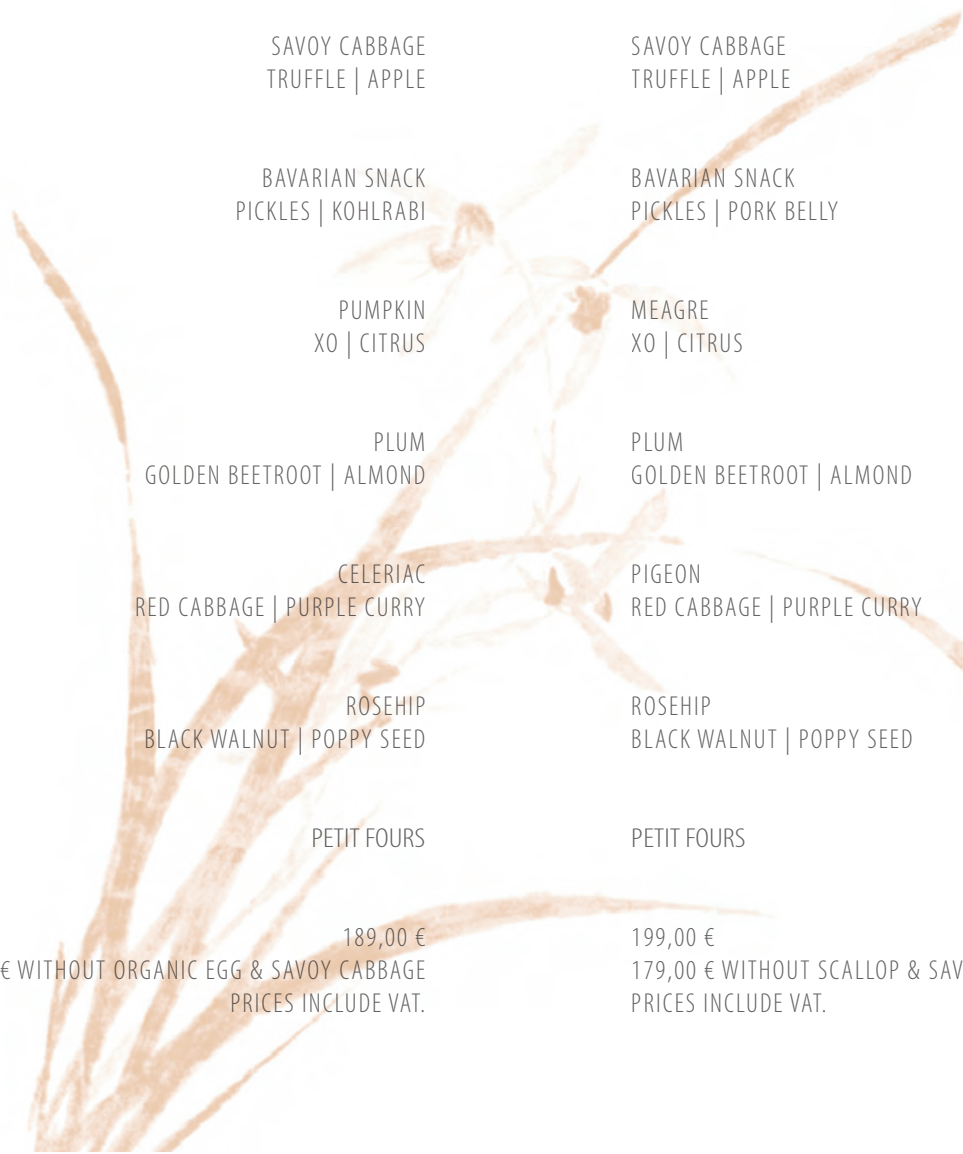 SAVOY CABBAGE
TRUFFLE | APPLE
BAVARIAN SNACK
PICKLES | KOHLRABI
PUMPKIN
XO | CITRUS
PLUM
GOLDEN BEETROOT | ALMOND
CELERIAC
RED CABBAGE | PURPLE CURRY
ROSEHIP
BLACK WALNUT | POPPY SEED
PETIT FOURS
189,00 €
€ WITHOUT ORGANIC EGG & SAVOY CABBAGE
PRICES INCLUDE VAT.
SAVOY CABBAGE
TRUFFLE | APPLE
BAVARIAN SNACK
PICKLES | PORK BELLY
MEAGRE
XO | CITRUS
PLUM
GOLDEN BEETROOT | ALMOND
PIGEON
RED CABBAGE | PURPLE CURRY
ROSEHIP
BLACK WALNUT | POPPY SEED
PETIT FOURS
199,00 €
179,00 € WITHOUT SCALLOP & SAV
PRICES INCLUDE VAT.